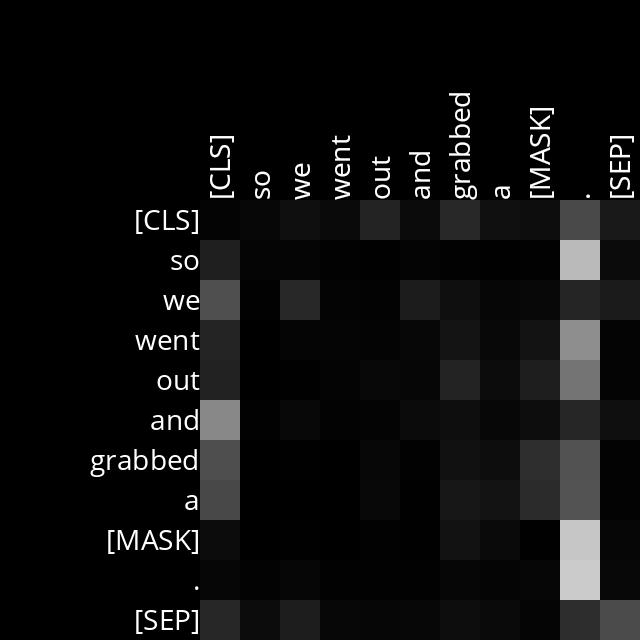 [CLS] so we went out and grabbed a [MASK] . [SEP]
[CLS]
so
we
went
out
and
grabbed
a
[MASK]
.
[SEP]